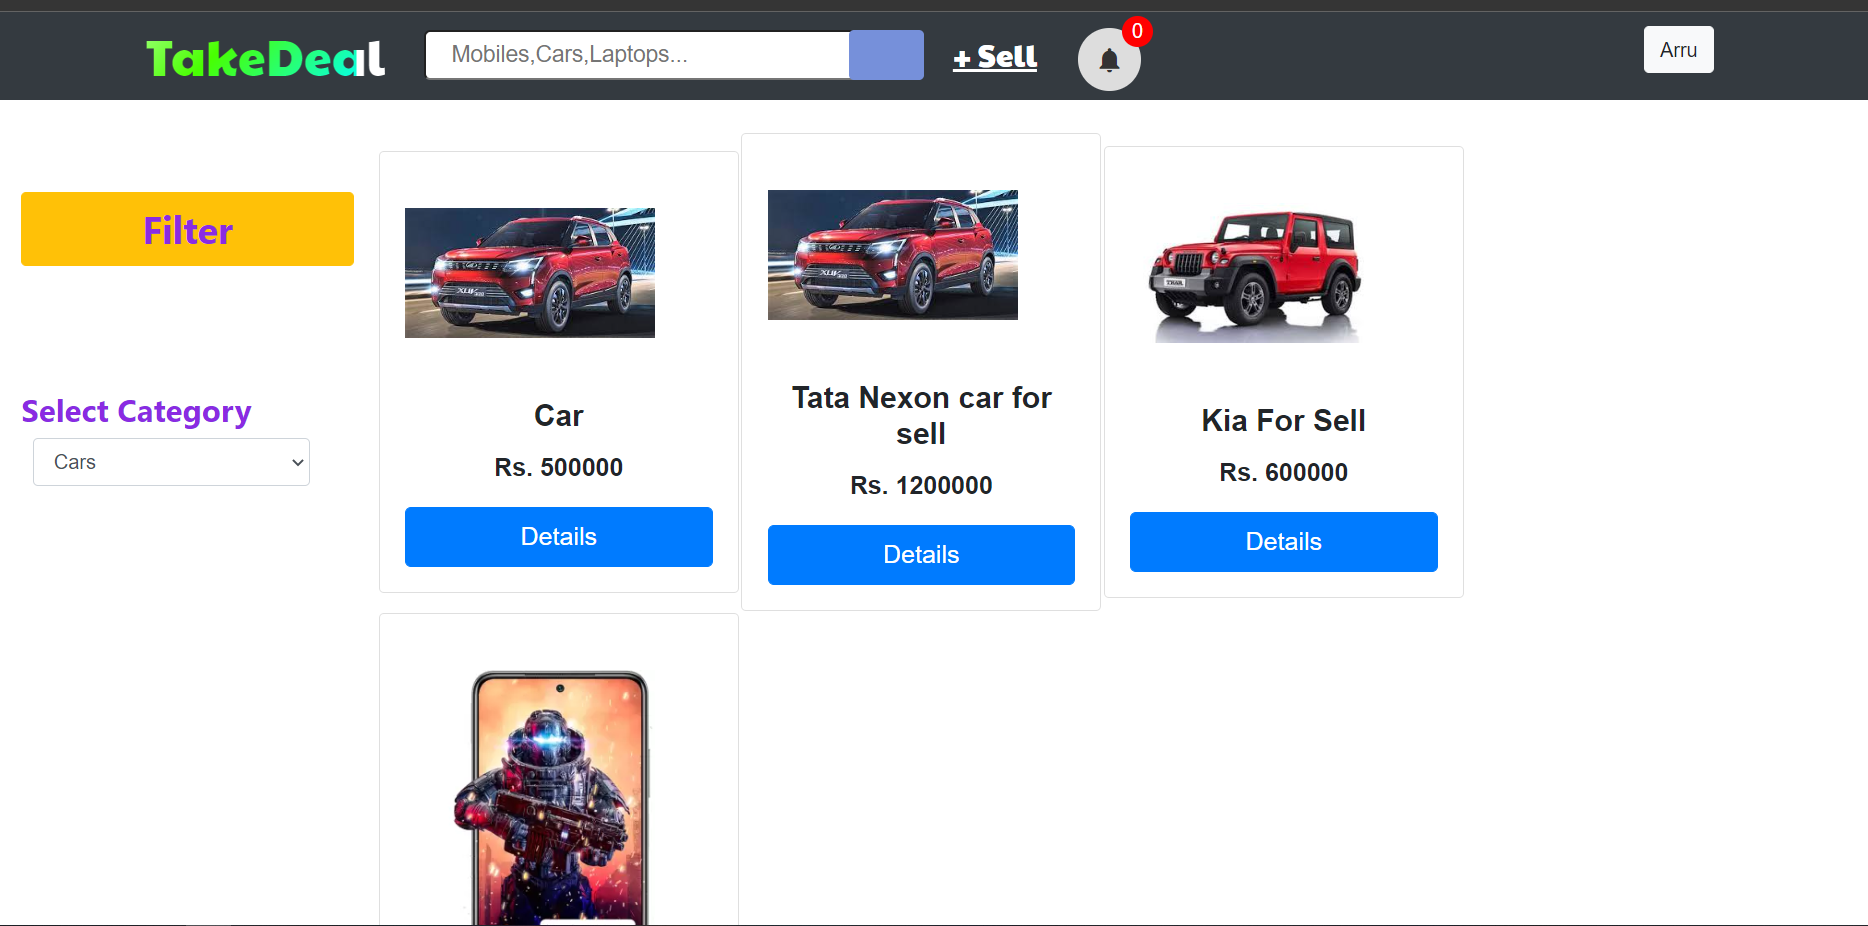 TakeDeal
Mobiles,Cars,Laptops...
+ Sell
0
Arru
Filter
Select Category
Cars
Car
Rs. 500000
Details
Tata Nexon car for
sell
Rs. 1200000
Details
THAR
Kia For Sell
Rs. 600000
Details